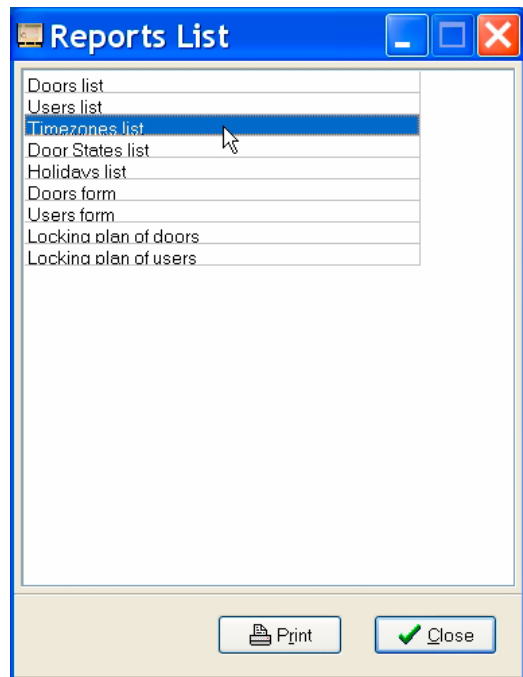 Reports List
Doors list
Users list
Timezones list
Door States list
Holidays list
Doors form
Users form
Locking plan of doors
Locking plan of users
Print
Close